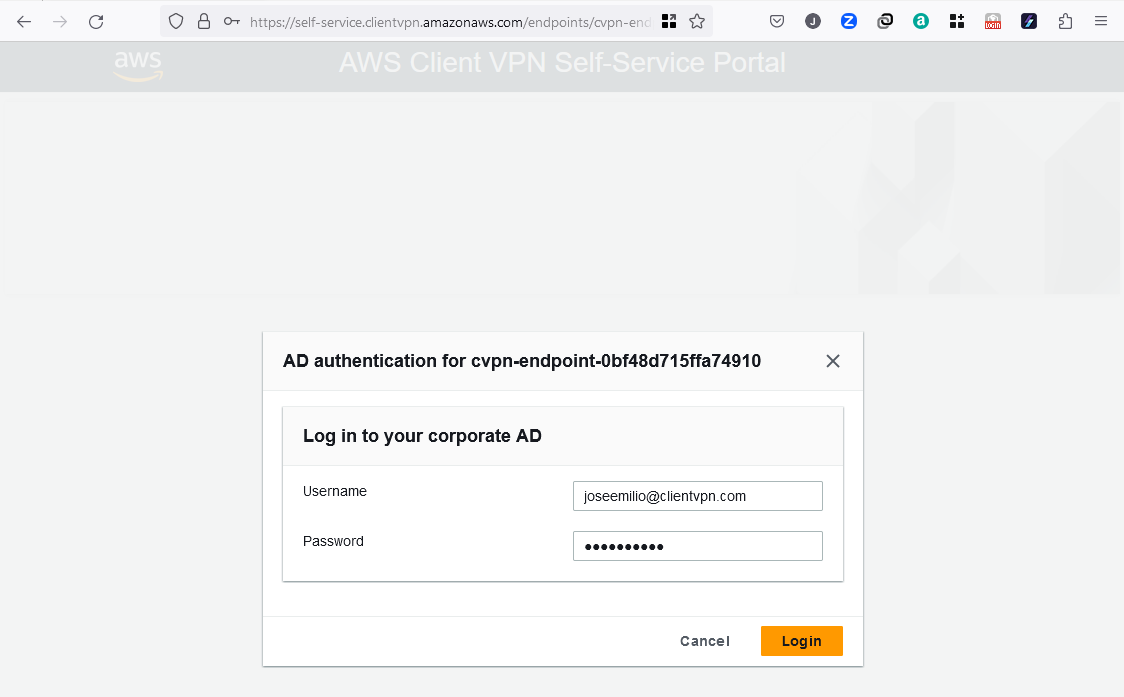 https://self-service.clientvpn.amazonaws.com/endpoints/cvpn-end
J
Z
a
LOGIN
aws
AWS Client VPN Self-Service Portal
AD authentication for cvpn-endpoint-0bf48d715ffa74910
Log in to your corporate AD
Username
joseemilio@clientvpn.com
Password
••••••••••
Cancel
Login